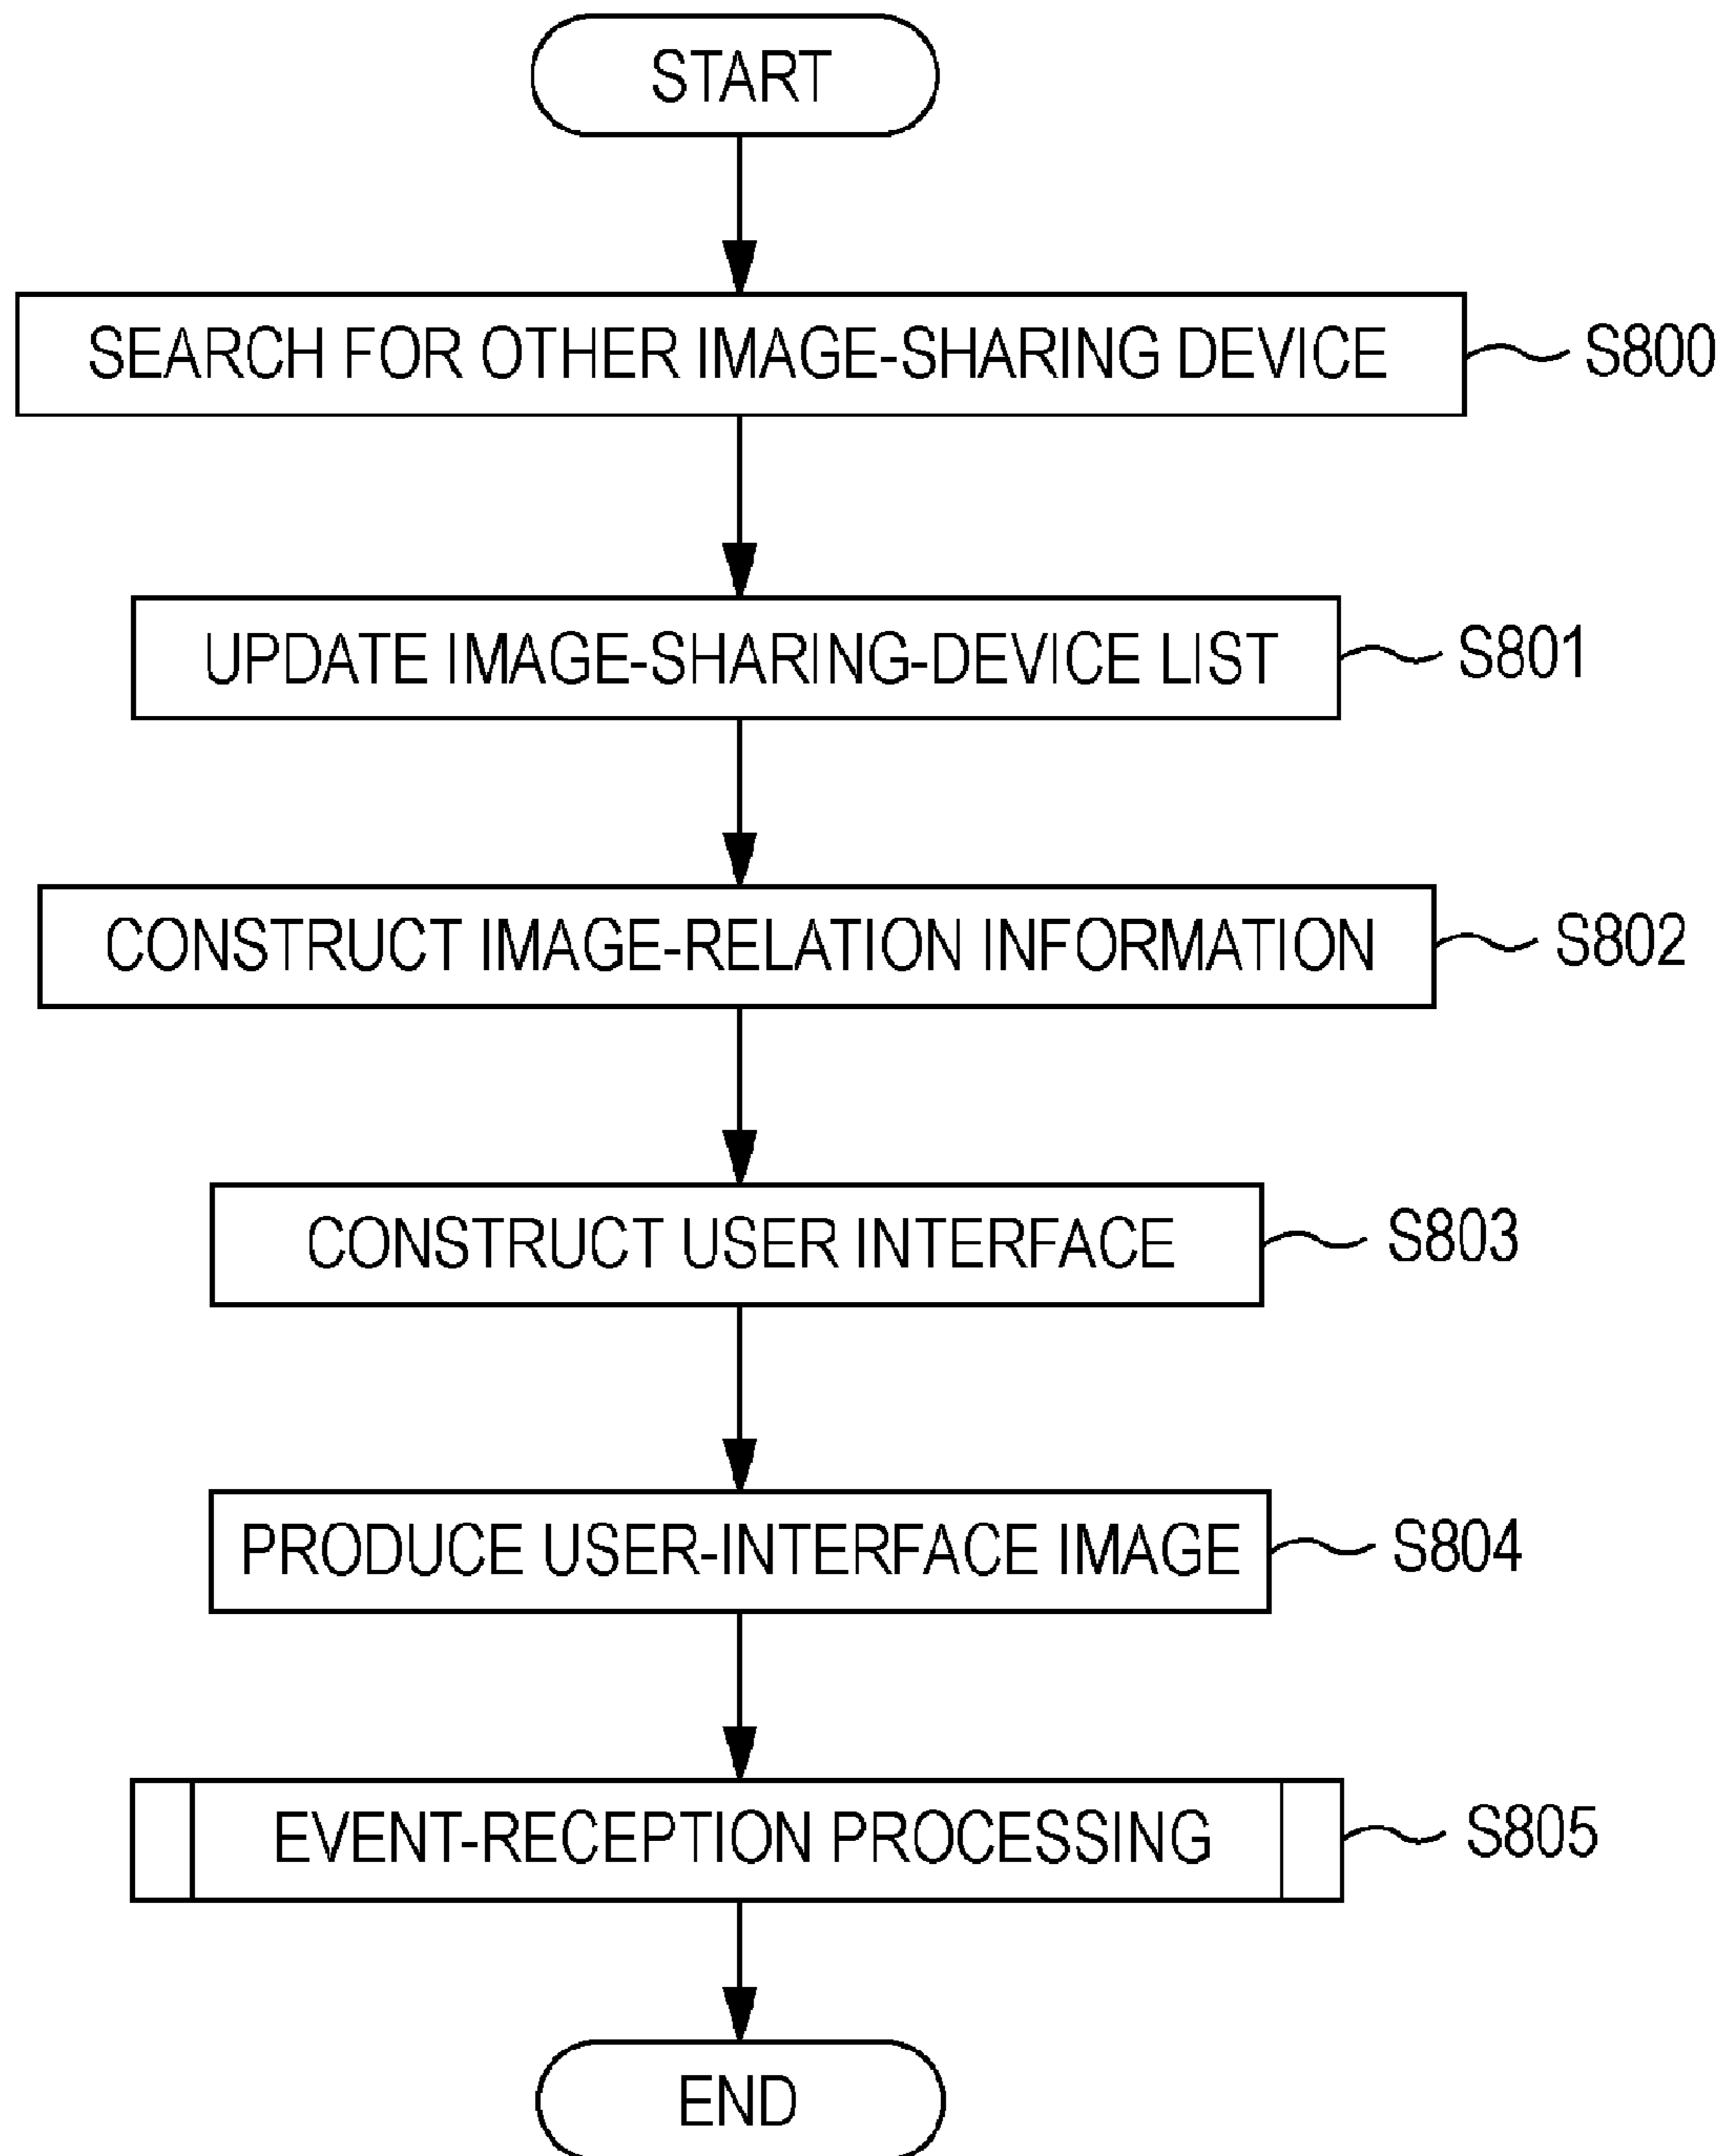 START
SEARCH FOR OTHER IMAGE-SHARING DEVICE S800
UPDATE IMAGE-SHARING-DEVICE LIST S801
CONSTRUCT IMAGE-RELATION INFORMATION S802
CONSTRUCT USER INTERFACE S803
PRODUCE USER-INTERFACE IMAGE S804
EVENT-RECEPTION PROCESSING S805
END